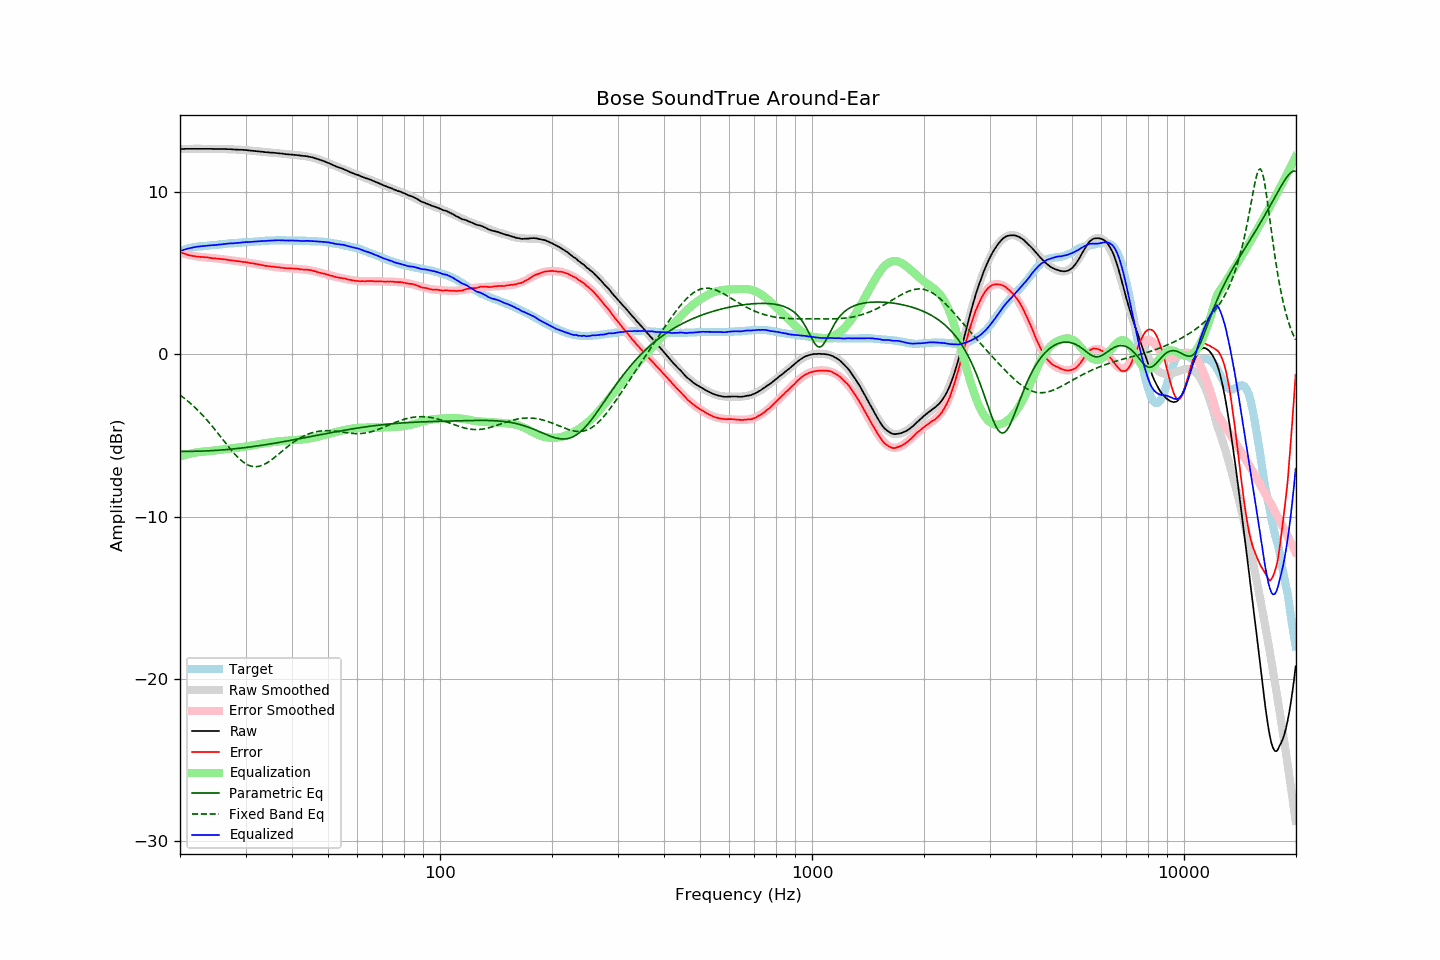 Bose SoundTrue Around-Ear
10
0
−10
−20
−30
Amplitude (dBr)
Target
Raw Smoothed
Error Smoothed
Raw
Error
Equalization
Parametric Eq
Fixed Band Eq
Equalized
100
1000
10000
Frequency (Hz)